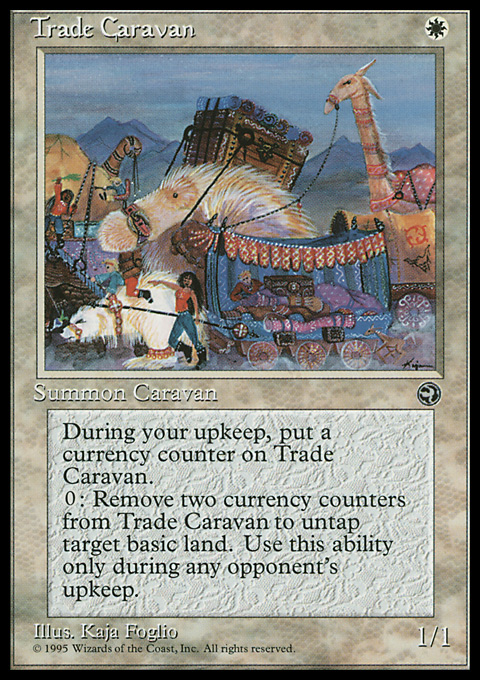 Trade Caravan
Kaja
Summon Caravan
During your upkeep, put a
currency counter on Trade
Caravan.
0: Remove two currency counters
from Trade Caravan to untap
target basic land. Use this ability
only during any opponent's
upkeep.
Illus. Kaja Foglio
1/1
© 1995 Wizards of the Coast, Inc. All rights reserved.